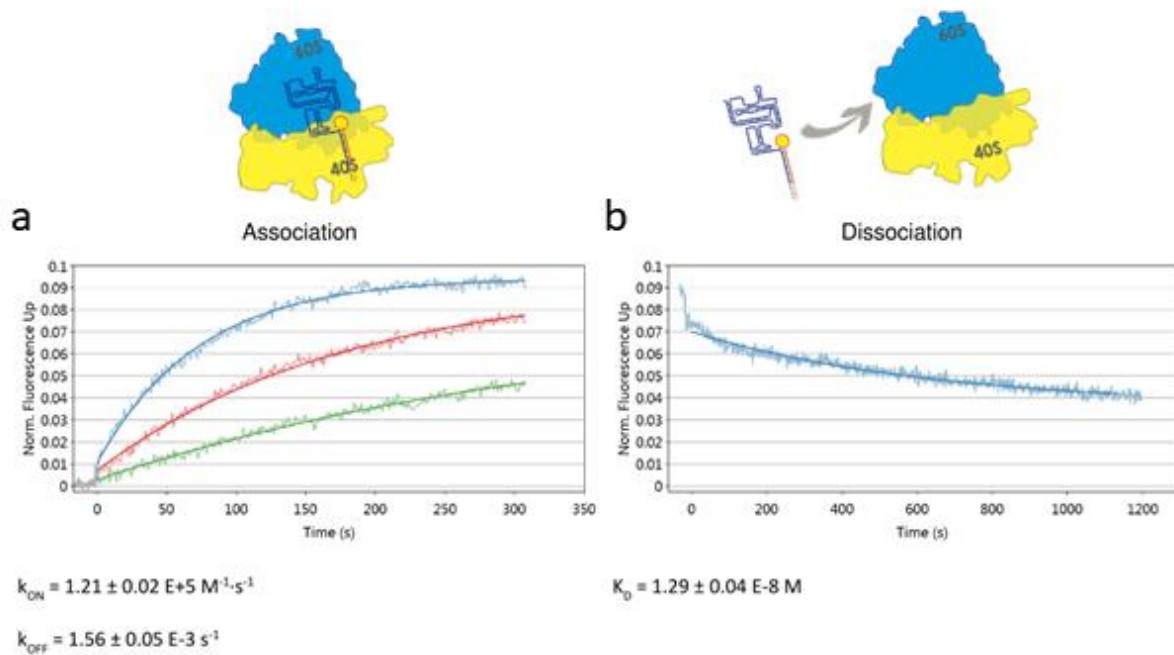 60S
40S
60S
40S
a
Association
b
Dissociation
Norm. Fluorescence Up
0.1
0.09
0.08
0.07
0.06
0.05
0.04
0.03
0.02
0.01
0
0
50
100
150
200
250
300
350
Time (s)
Norm. Fluorescence Up
0.1
0.09
0.08
0.07
0.06
0.05
0.04
0.03
0.02
0.01
0
0
200
400
600
800
1000
1200
Time (s)
kON = 1.21 ± 0.02 E+5 M⁻¹·s⁻¹
KD = 1.29 ± 0.04 E-8 M
kOFF = 1.56 ± 0.05 E-3 s⁻¹